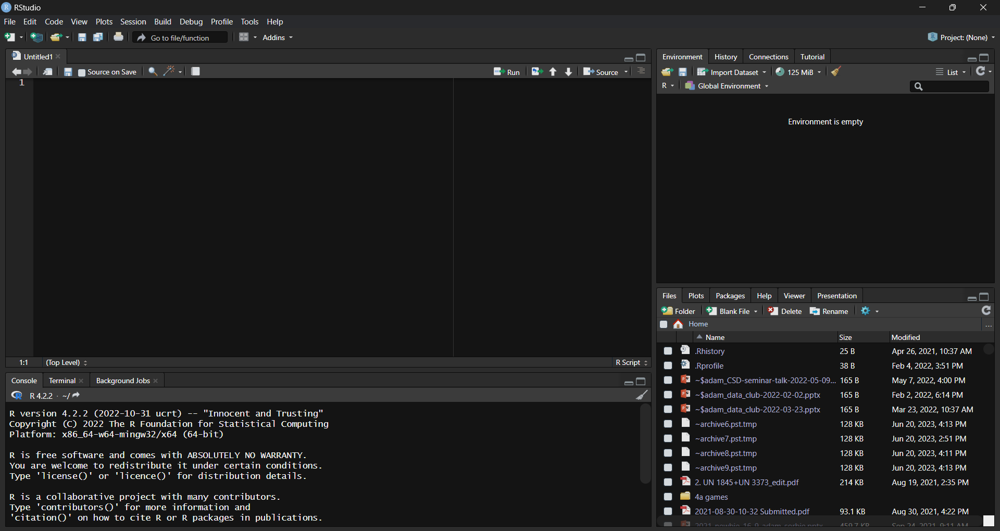 RStudio
File Edit Code View Plots Session Build Debug Profile Tools Help
Go to file/function Addins Project: (None)
Untitled1
Source on Save Run Source
1
1:1 (Top Level) R Script
Console Terminal Background Jobs
R 4.2.2 · ~/
R version 4.2.2 (2022-10-31 ucrt) -- "Innocent and Trusting"
Copyright (C) 2022 The R Foundation for Statistical Computing
Platform: x86_64-w64-mingw32/x64 (64-bit)
R is free software and comes with ABSOLUTELY NO WARRANTY.
You are welcome to redistribute it under certain conditions.
Type 'license()' or 'licence()' for distribution details.
R is a collaborative project with many contributors.
Type 'contributors()' for more information and
'citation()' on how to cite R or R packages in publications.
Environment History Connections Tutorial
Import Dataset 125 MiB List
R Global Environment
Environment is empty
Files Plots Packages Help Viewer Presentation
Folder Blank File Delete Rename
Home ...
Name Size Modified
.Rhistory 25 B Apr 26, 2021, 10:37 AM
.Rprofile 38 B Feb 4, 2022, 3:51 PM
~$adam_CSD-seminar-talk-2022-05-09... 165 B May 7, 2022, 4:00 PM
~$adam_data_club-2022-02-02.pptx 165 B Feb 2, 2022, 6:14 PM
~$adam_data_club-2022-03-23.pptx 165 B Mar 23, 2022, 10:37 AM
~archive6.pst.tmp 128 KB Jun 20, 2023, 4:13 PM
~archive7.pst.tmp 128 KB Jun 20, 2023, 2:51 PM
~archive8.pst.tmp 128 KB Jun 20, 2023, 4:11 PM
~archive9.pst.tmp 128 KB Jun 20, 2023, 4:13 PM
2. UN 1845+UN 3373_edit.pdf 214 KB Aug 19, 2021, 2:35 PM
4a games
2021-08-30-10-32 Submitted.pdf 93.1 KB Aug 30, 2021, 4:22 PM